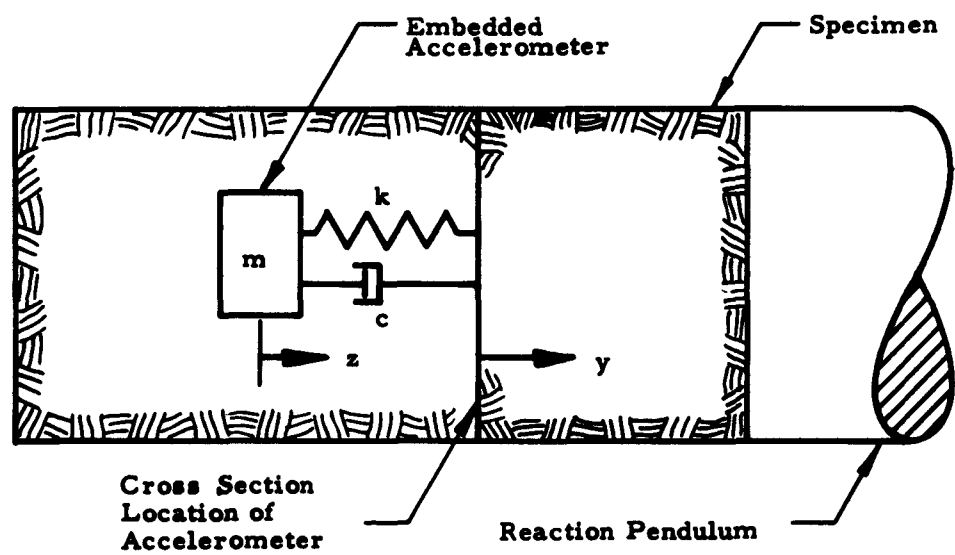 Embedded
Accelerometer
Specimen
k
m
c
z
y
Cross Section
Location of
Accelerometer
Reaction Pendulum